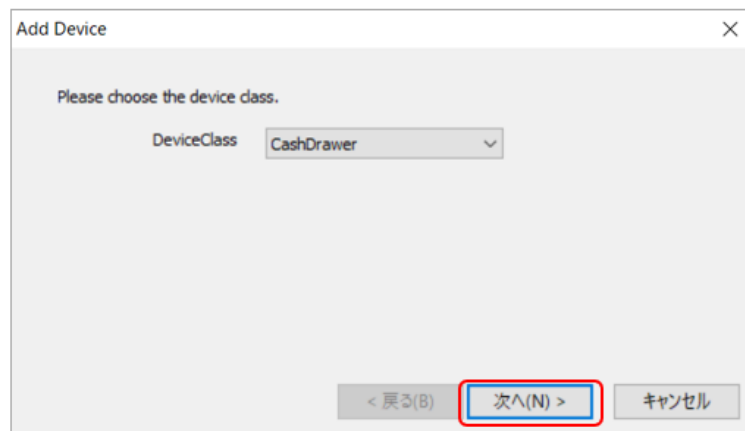 Add Device
Please choose the device class.
DeviceClass
CashDrawer
< 戻る(B)
次へ(N) >
キャンセル